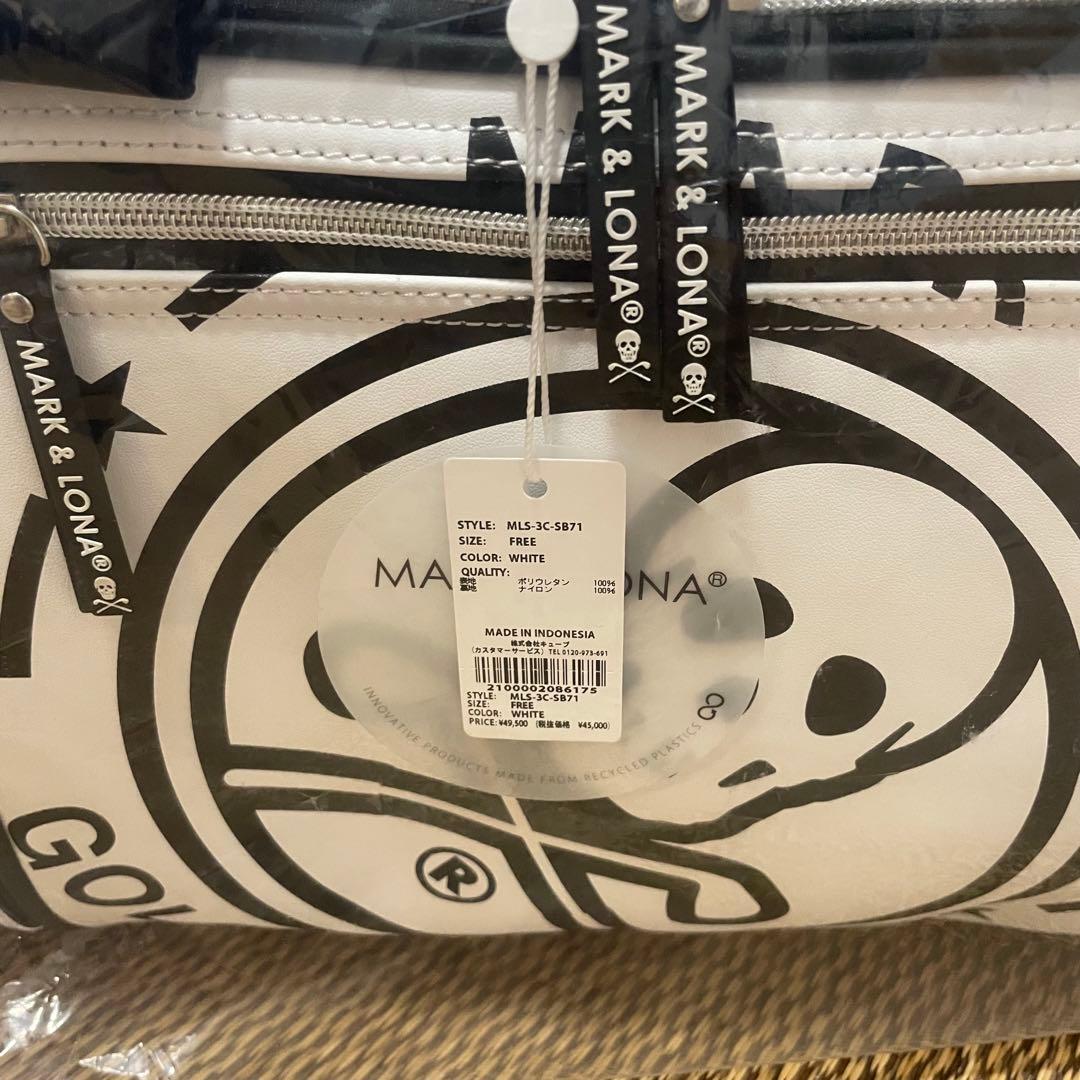 MARK & LONA®
MARK & LONA®
MARK & LONA®
STYLE: MLS-3C-SB71
SIZE: FREE
COLOR: WHITE
QUALITY:
表地 ポリウレタン 100%
裏地 ナイロン 100%
MADE IN INDONESIA
株式会社キューブ
(カスタマーサービス) TEL 0120-973-691
2100002086175
STYLE: MLS-3C-SB71
SIZE: FREE
COLOR: WHITE
PRICE: ¥49,500 (税抜価格 ¥45,000)
MA ONA®
INNOVATIVE PRODUCTS MADE FROM RECYCLED PLASTICS
GO
®